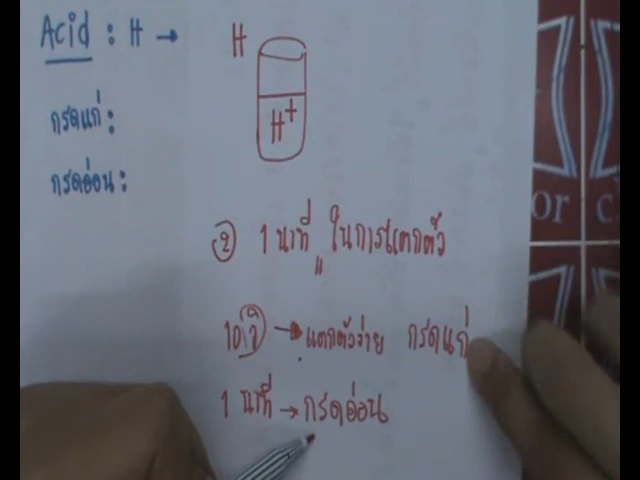 Acid : H →
H
H+
กรดแก่ :
กรดอ่อน :
② 1 นาที ในการแตกตัว
"
10 วิ → แตกตัวง่าย กรดแก่
1 นาที → กรดอ่อน
or c